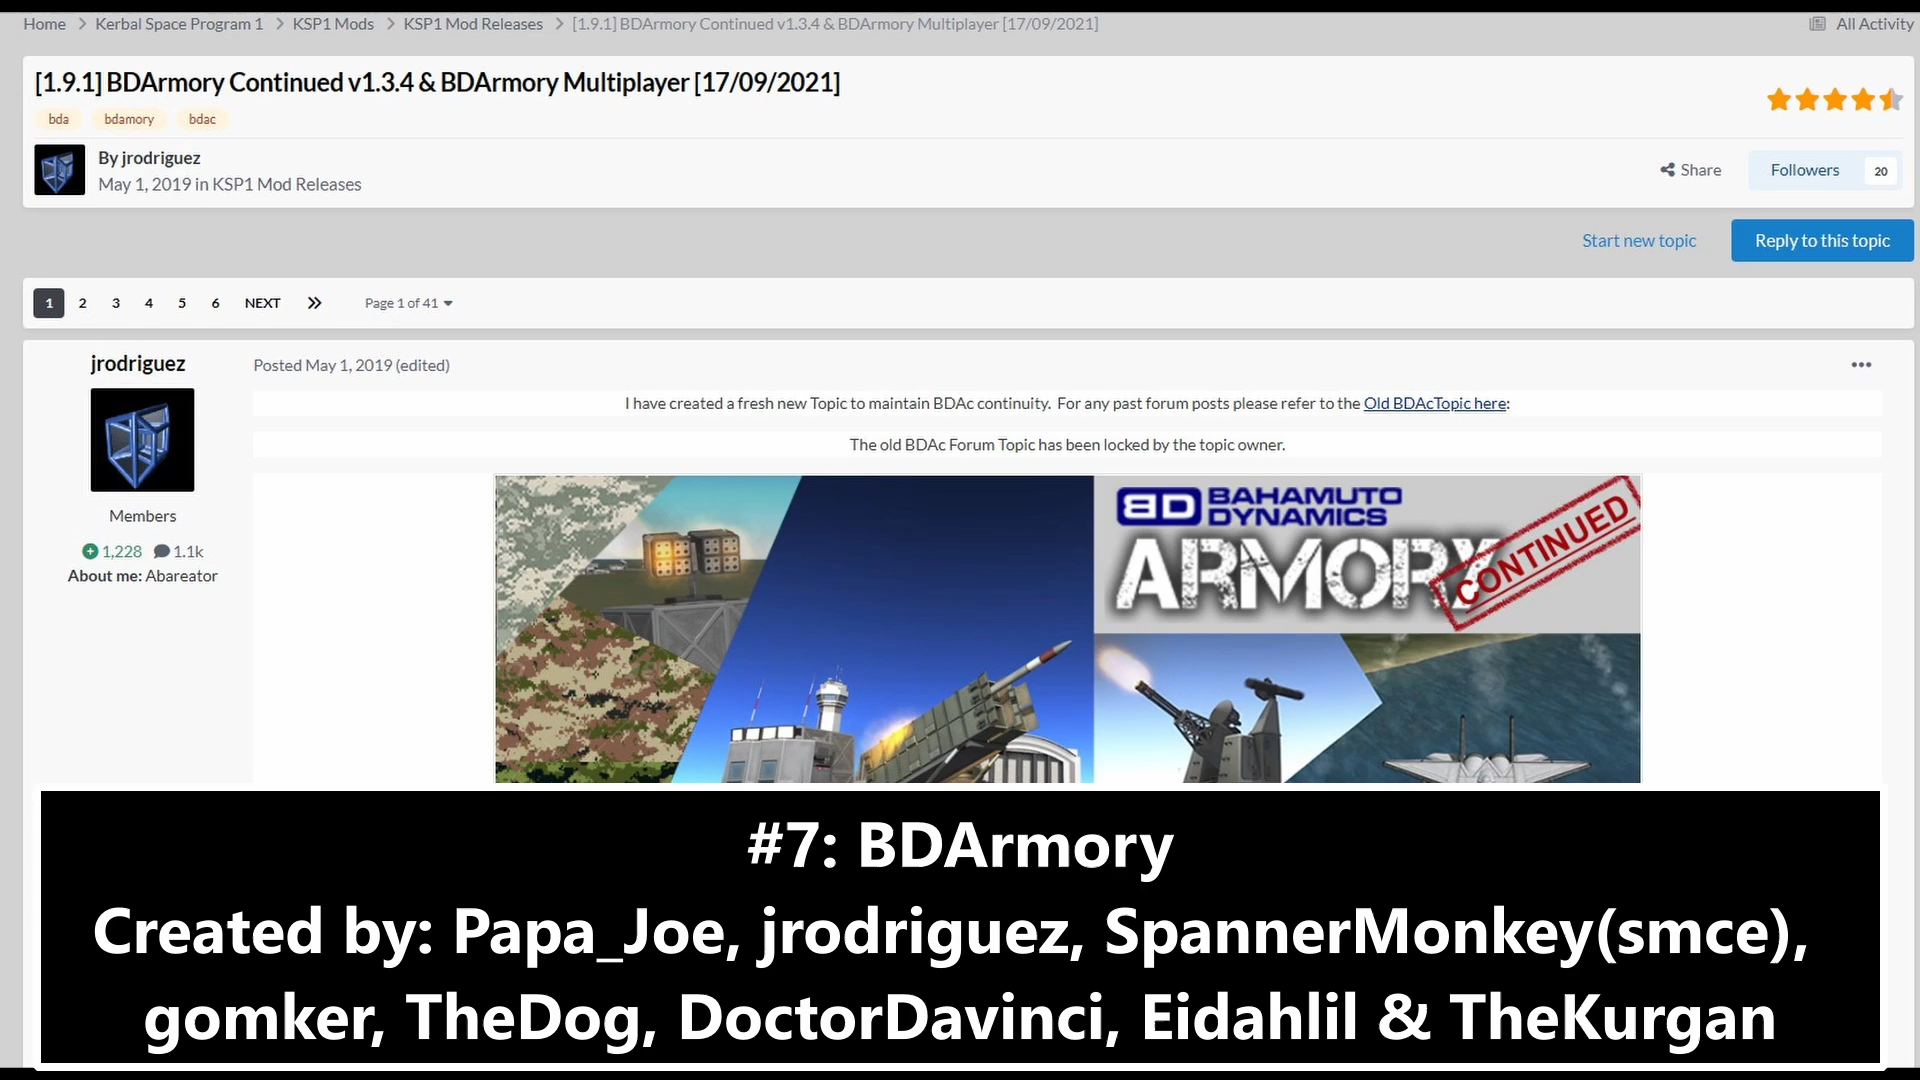 Home > Kerbal Space Program 1 > KSP1 Mods > KSP1 Mod Releases > [1.9.1] BDArmory Continued v1.3.4 & BDArmory Multiplayer [17/09/2021]
All Activity
[1.9.1] BDArmory Continued v1.3.4 & BDArmory Multiplayer [17/09/2021]
bda bdamory bdac
By jrodriguez
May 1, 2019 in KSP1 Mod Releases
Share
Followers 20
Start new topic
Reply to this topic
1 2 3 4 5 6 NEXT Page 1 of 41
jrodriguez
Members
1,228 1.1k
About me: Abareator
Posted May 1, 2019 (edited)
I have created a fresh new Topic to maintain BDAc continuity. For any past forum posts please refer to the Old BDAcTopic here:
The old BDAc Forum Topic has been locked by the topic owner.
BD BAHAMUTO
DYNAMICS
ARMORY
CONTINUED
#7: BDArmory
Created by: Papa_Joe, jrodriguez, SpannerMonkey(smce),
gomker, TheDog, DoctorDavinci, Eidahlil & TheKurgan